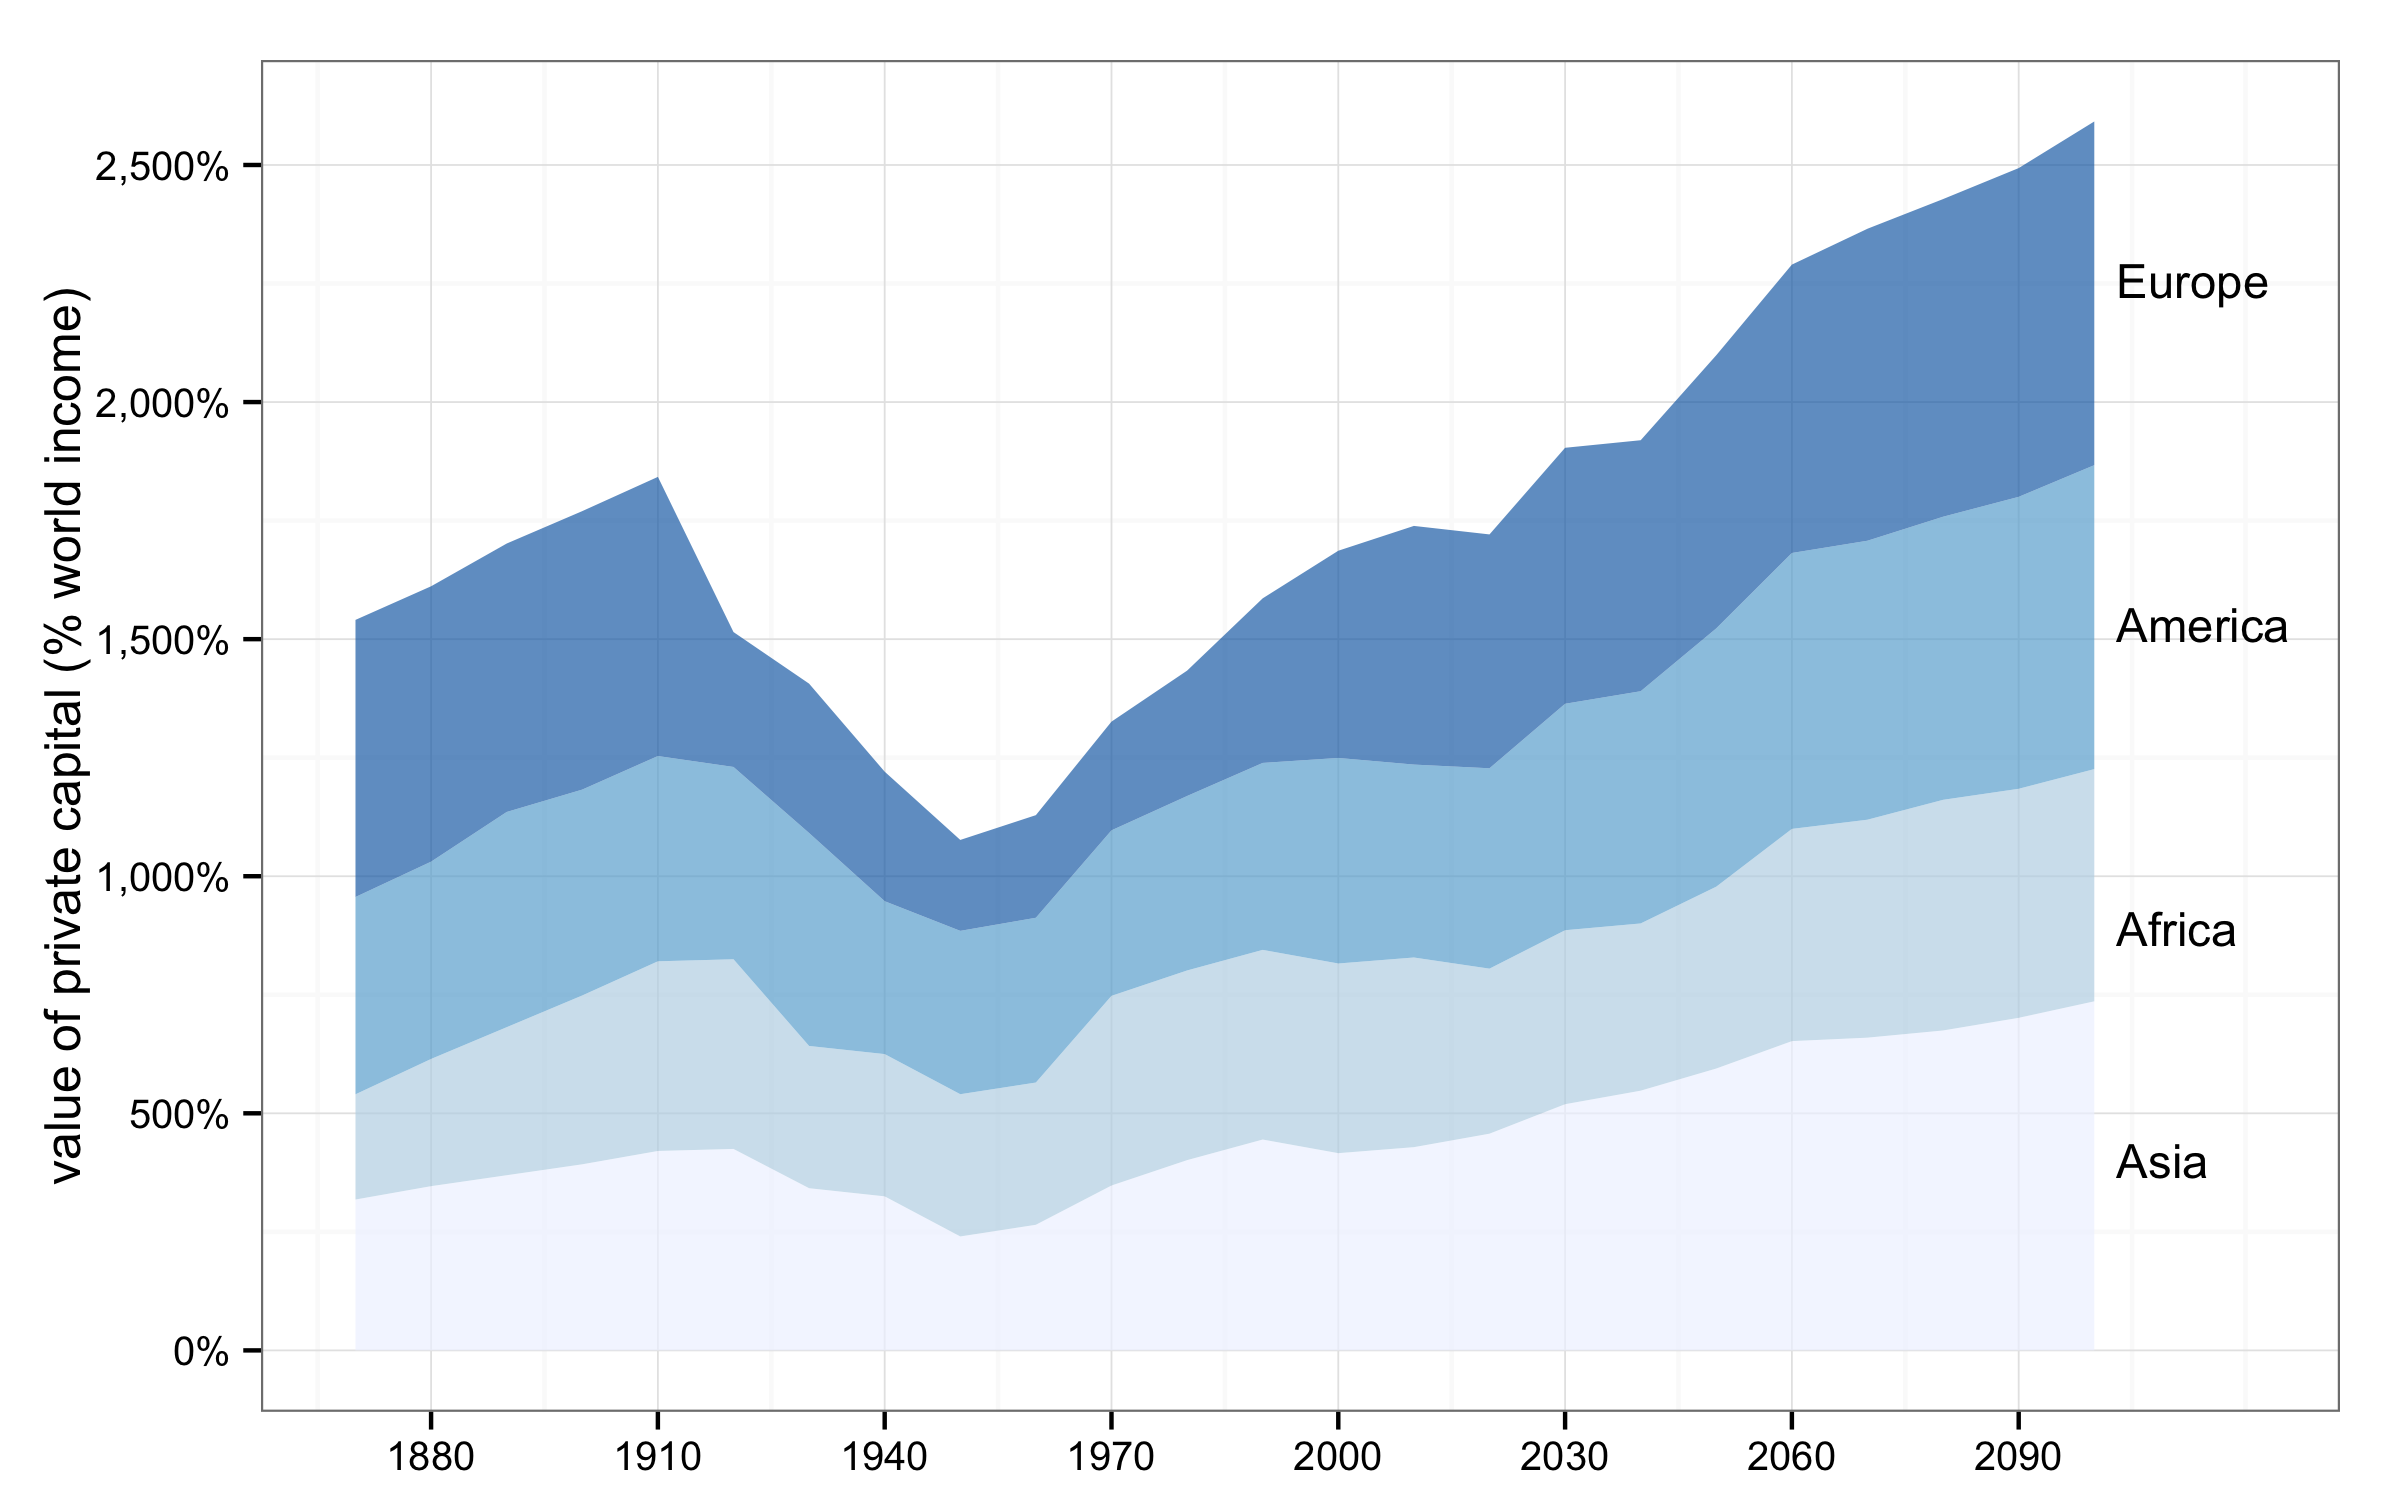 value of private capital (% world income)
2,500%
2,000%
1,500%
1,000%
500%
0%
Europe
America
Africa
Asia
1880 1910 1940 1970 2000 2030 2060 2090